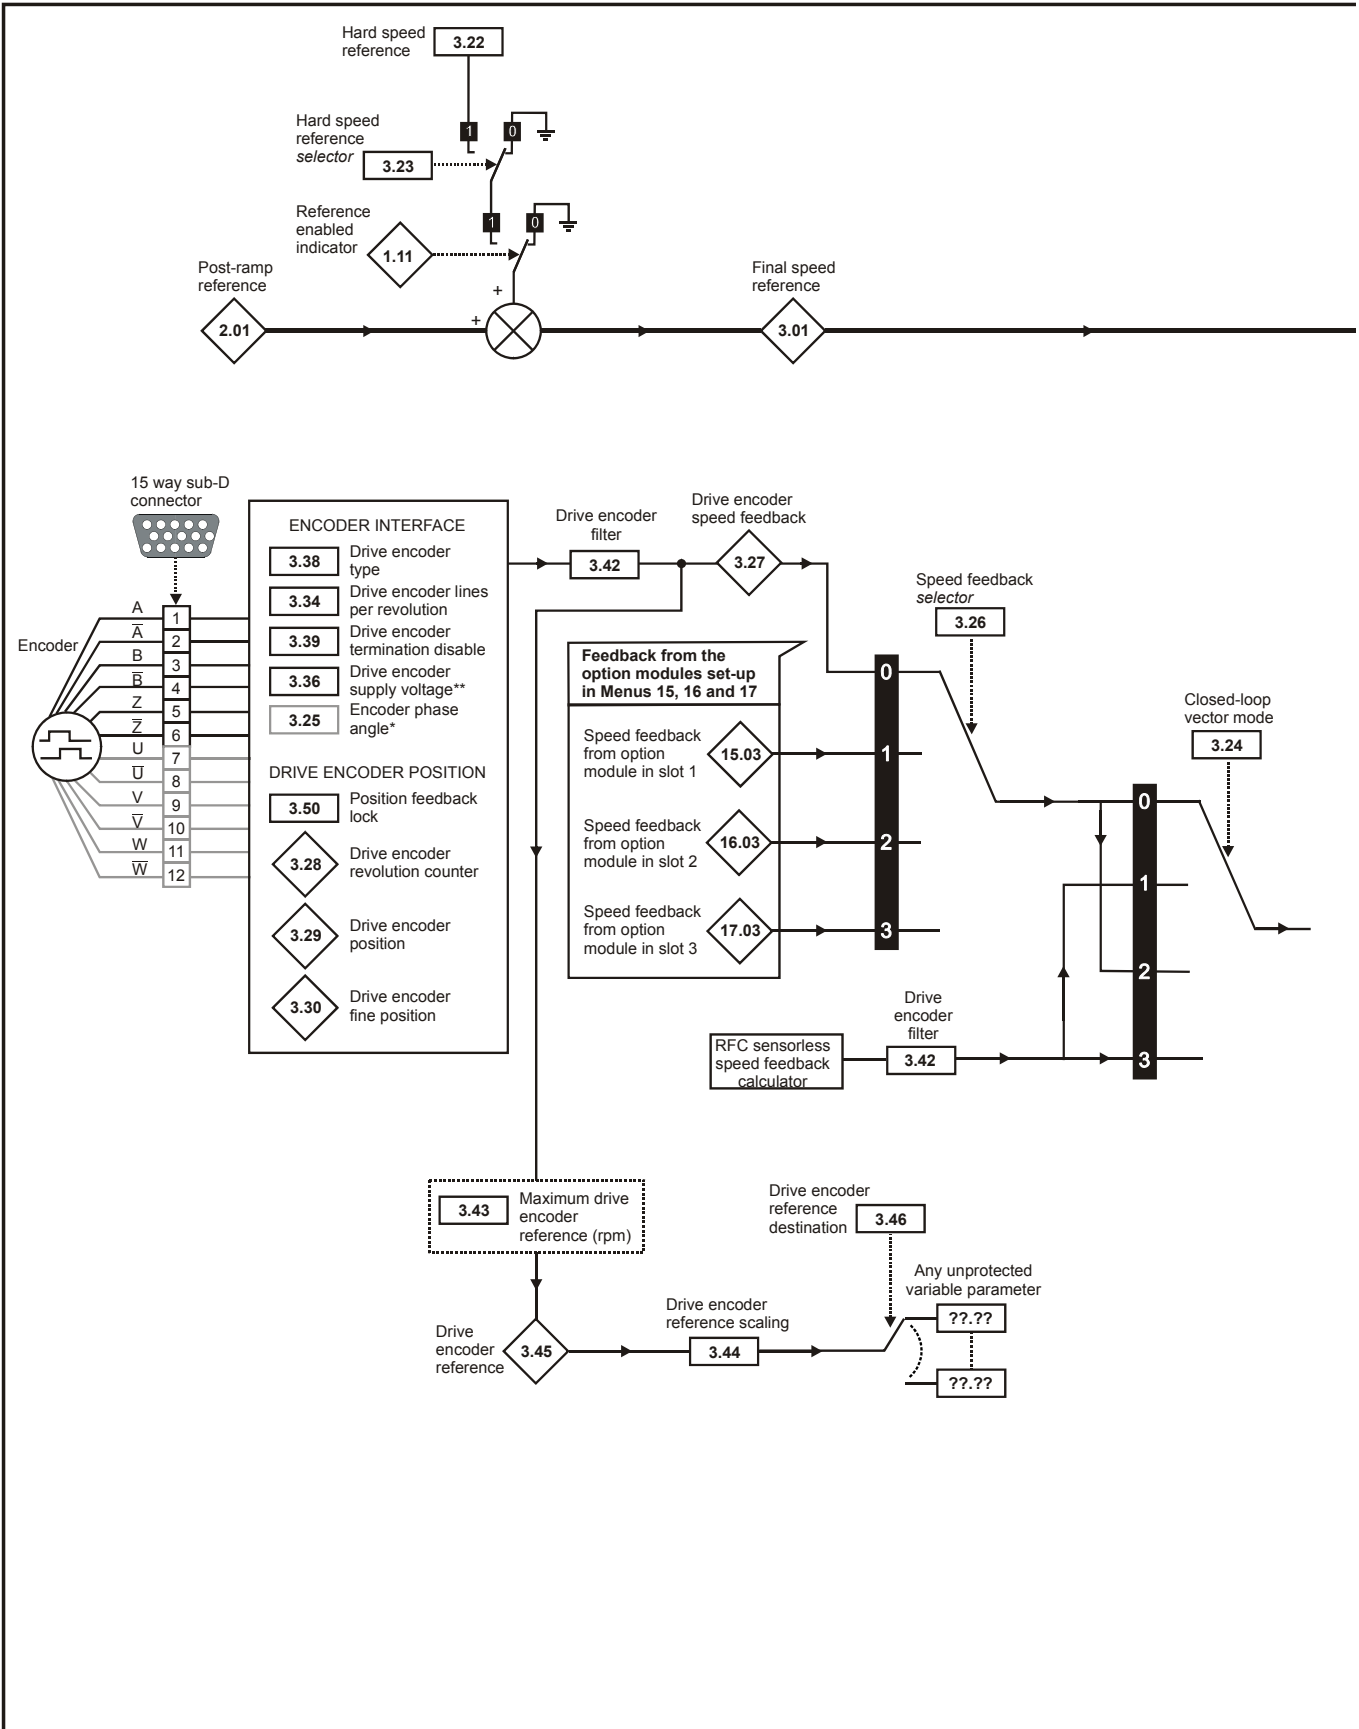 Hard speed
reference
3.22
1
0
Hard speed
reference
selector
3.23
Reference
enabled
indicator
1
0
1.11
Post-ramp
reference
2.01
+
+
Final speed
reference
3.01
15 way sub-D
connector
Encoder
A
A̅
B
B̅
Z
Z̅
U
U̅
V
V̅
W
W̅
1
2
3
4
5
6
7
8
9
10
11
12
ENCODER INTERFACE
3.38
Drive encoder
type
3.34
Drive encoder lines
per revolution
3.39
Drive encoder
termination disable
3.36
Drive encoder
supply voltage**
3.25
Encoder phase
angle*
DRIVE ENCODER POSITION
3.50
Position feedback
lock
3.28
Drive encoder
revolution counter
3.29
Drive encoder
position
3.30
Drive encoder
fine position
Drive encoder
filter
3.42
Drive encoder
speed feedback
3.27
Feedback from the
option modules set-up
in Menus 15, 16 and 17
Speed feedback
from option
module in slot 1
15.03
Speed feedback
from option
module in slot 2
16.03
Speed feedback
from option
module in slot 3
17.03
0
1
2
3
Speed feedback
selector
3.26
Closed-loop
vector mode
3.24
0
1
2
3
RFC sensorless
speed feedback
calculator
Drive
encoder
filter
3.42
3.43
Maximum drive
encoder
reference (rpm)
Drive
encoder
reference
3.45
Drive encoder
reference scaling
3.44
Drive encoder
reference
destination
3.46
Any unprotected
variable parameter
??.??
??.??